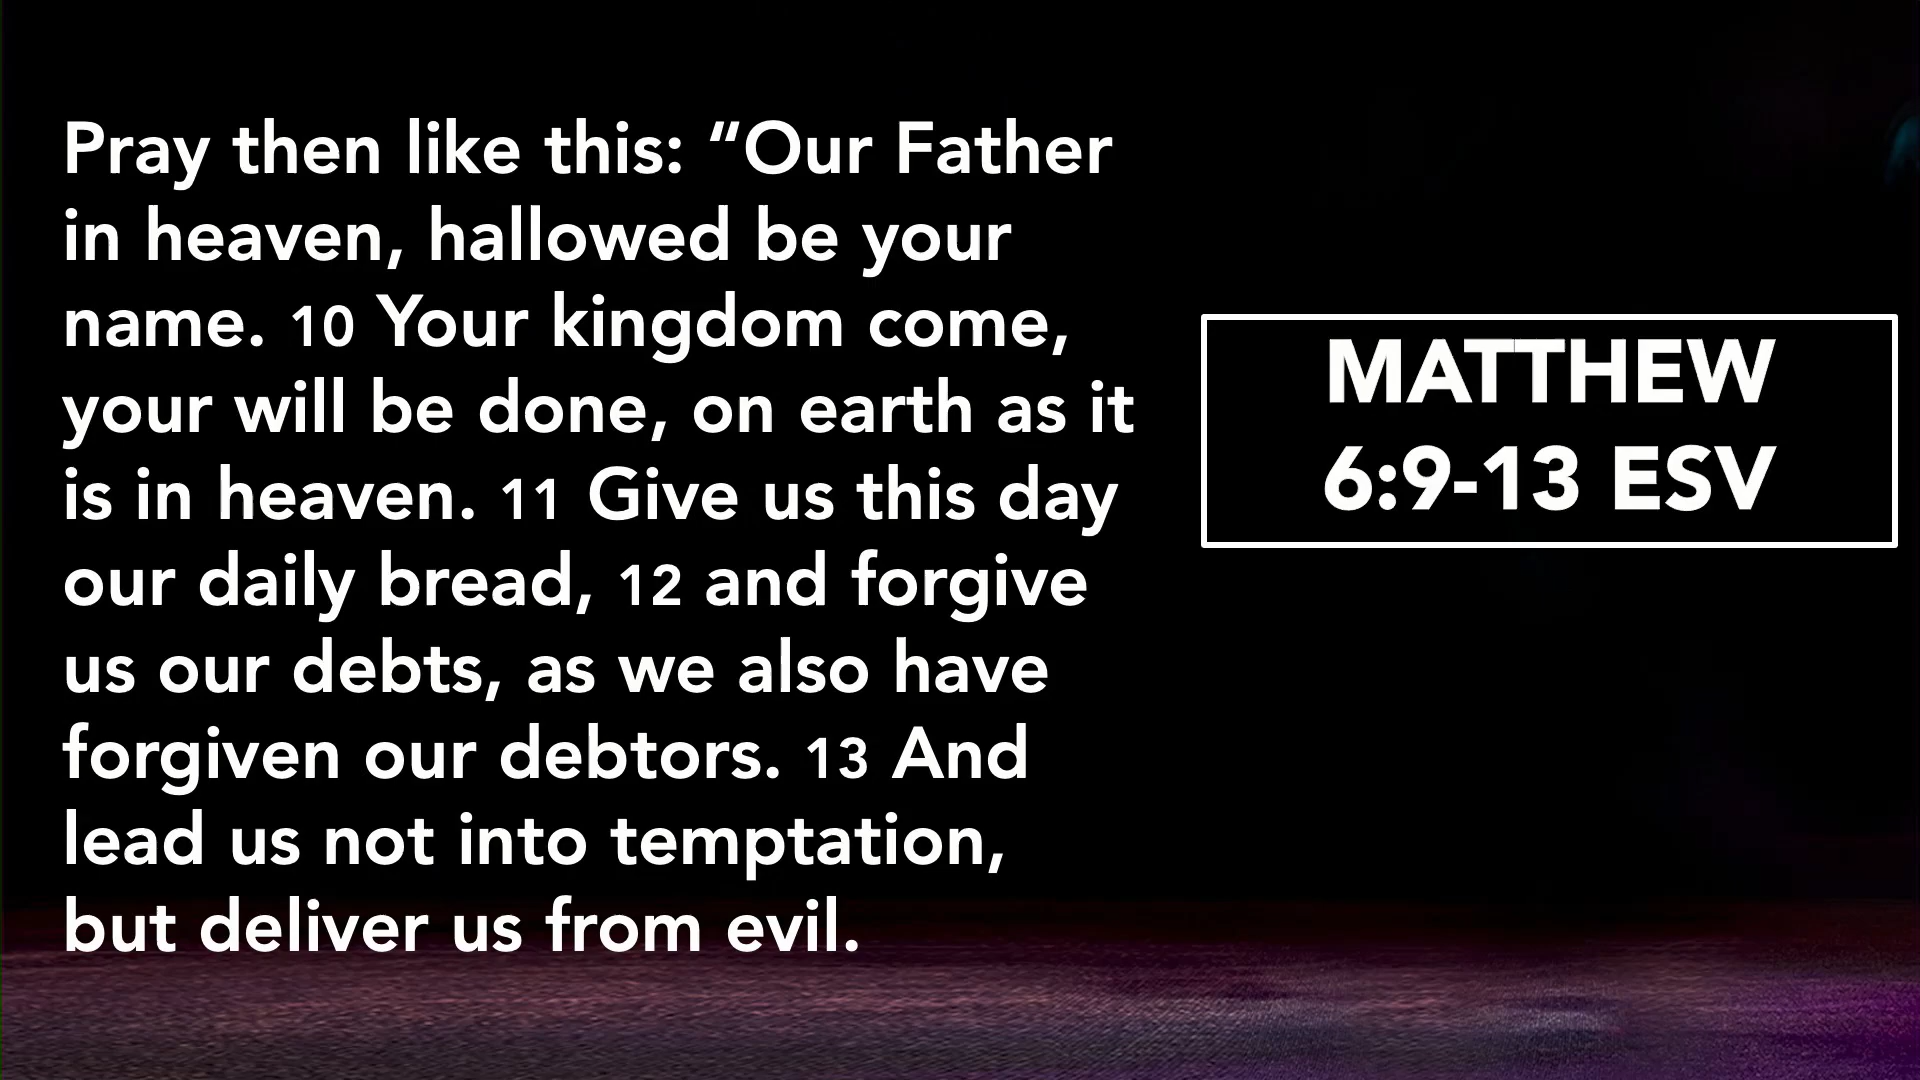 Pray then like this: “Our Father
in heaven, hallowed be your
name. 10 Your kingdom come,
your will be done, on earth as it
is in heaven. 11 Give us this day
our daily bread, 12 and forgive
us our debts, as we also have
forgiven our debtors. 13 And
lead us not into temptation,
but deliver us from evil.
MATTHEW
6:9-13 ESV